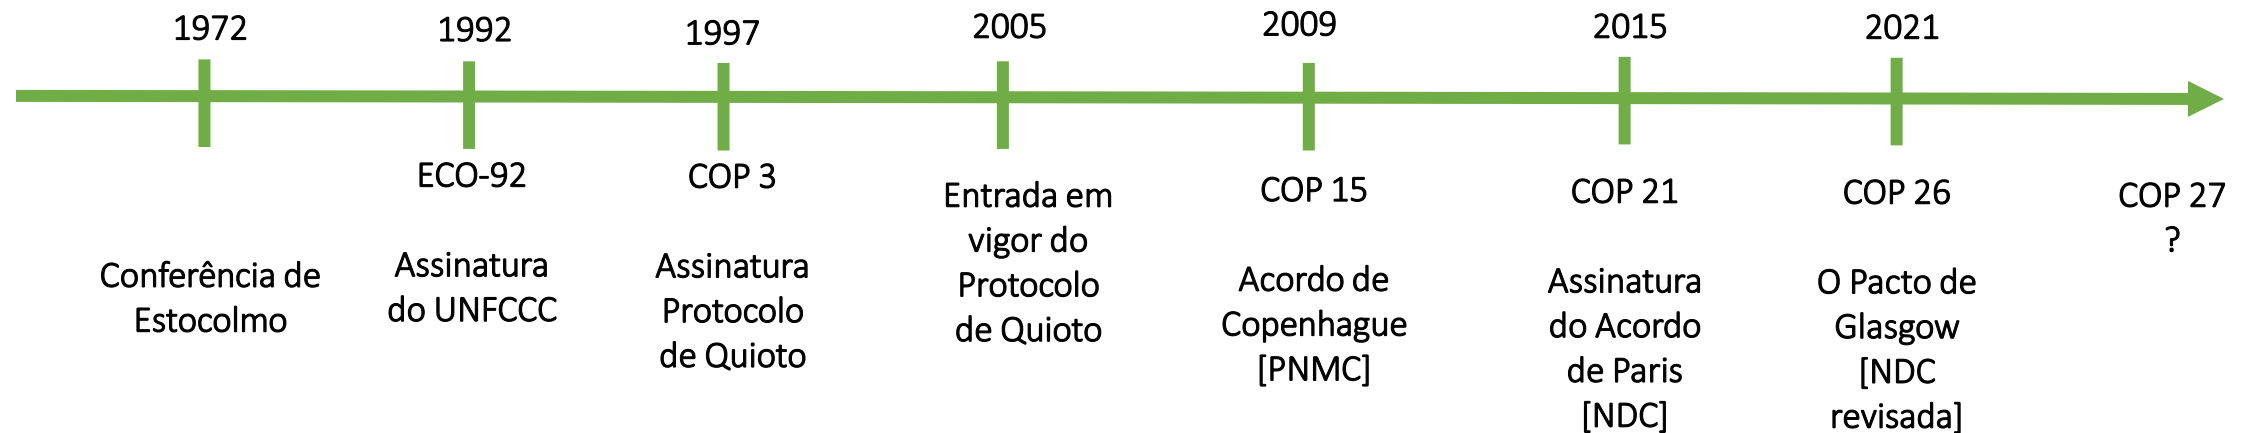 1972
Conferência de
Estocolmo
1992
ECO-92
Assinatura
do UNFCCC
1997
COP 3
Assinatura
Protocolo
de Quioto
2005
Entrada em
vigor do
Protocolo
de Quioto
2009
COP 15
Acordo de
Copenhague
[PNMC]
2015
COP 21
Assinatura
do Acordo
de Paris
[NDC]
2021
COP 26
O Pacto de
Glasgow
[NDC
revisada]
COP 27
?